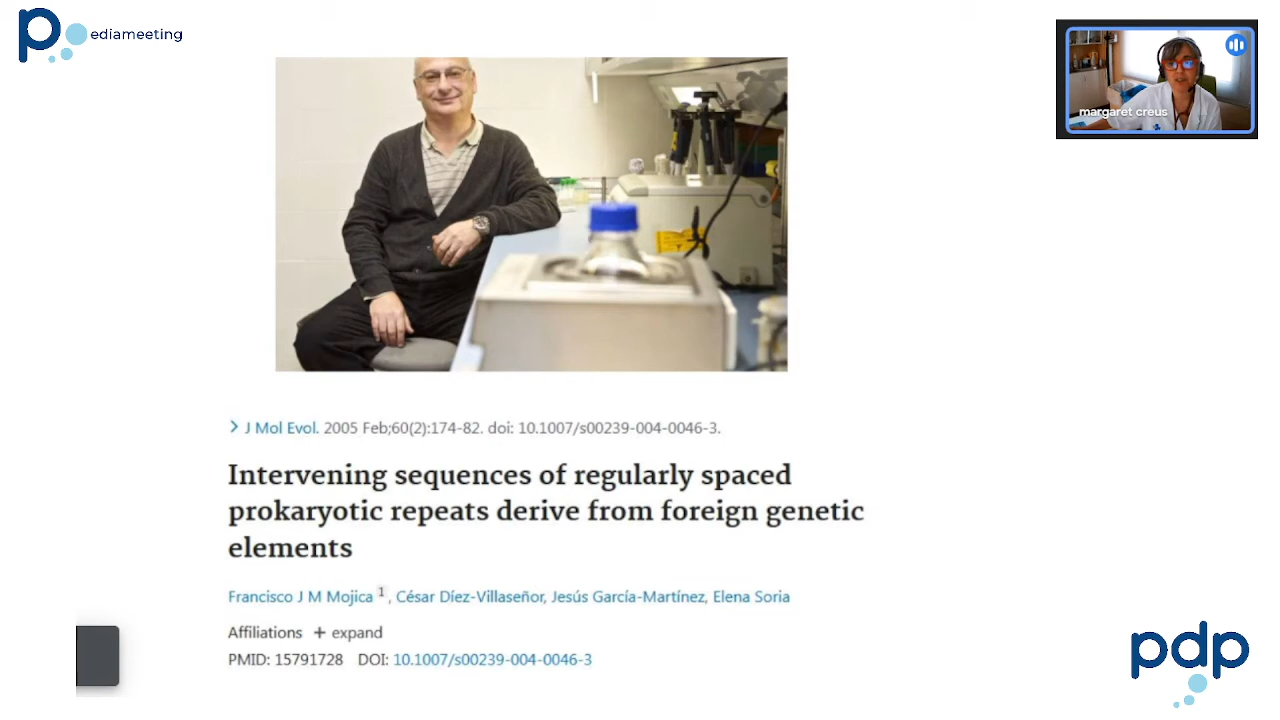 pediameeting
margaret creus
J Mol Evol. 2005 Feb;60(2):174-82. doi: 10.1007/s00239-004-0046-3.
Intervening sequences of regularly spaced
prokaryotic repeats derive from foreign genetic
elements
Francisco J M Mojica 1 , César Díez-Villaseñor, Jesús García-Martínez, Elena Soria
Affiliations + expand
PMID: 15791728 DOI: 10.1007/s00239-004-0046-3
pdp